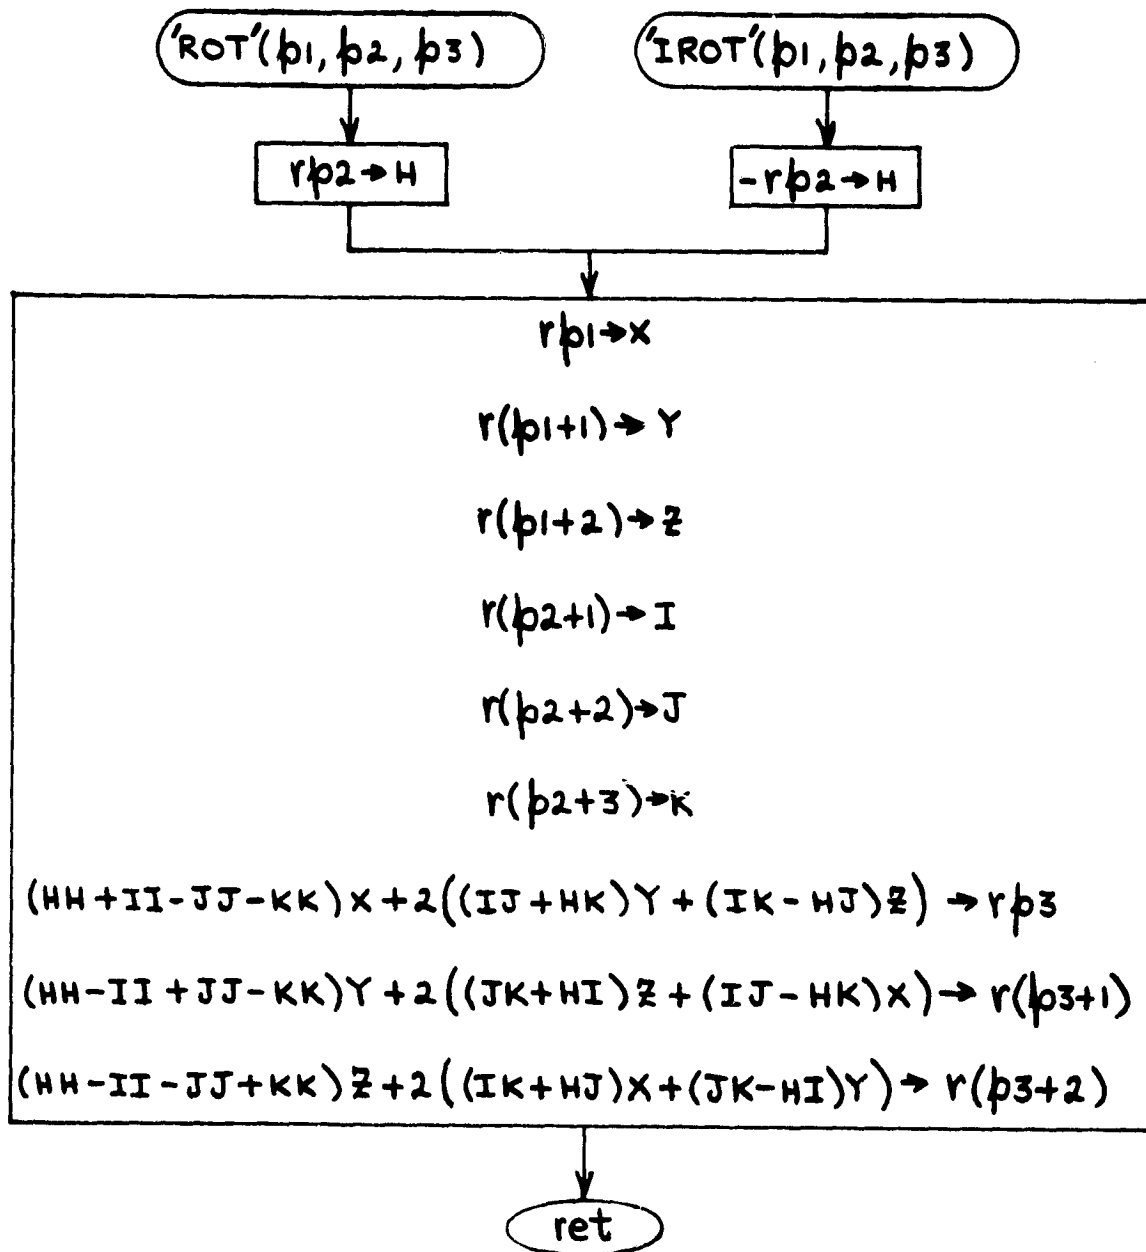 'ROT'(p1, p2, p3)
'IROT'(p1, p2, p3)
rp2→H
-rp2→H
rp1→X
r(p1+1)→Y
r(p1+2)→Z
r(p2+1)→I
r(p2+2)→J
r(p2+3)→K
(HH+II-JJ-KK)X+2((IJ+HK)Y+(IK-HJ)Z)→rp3
(HH-II+JJ-KK)Y+2((JK+HI)Z+(IJ-HK)X)→r(p3+1)
(HH-II-JJ+KK)Z+2((IK+HJ)X+(JK-HI)Y)→r(p3+2)
ret